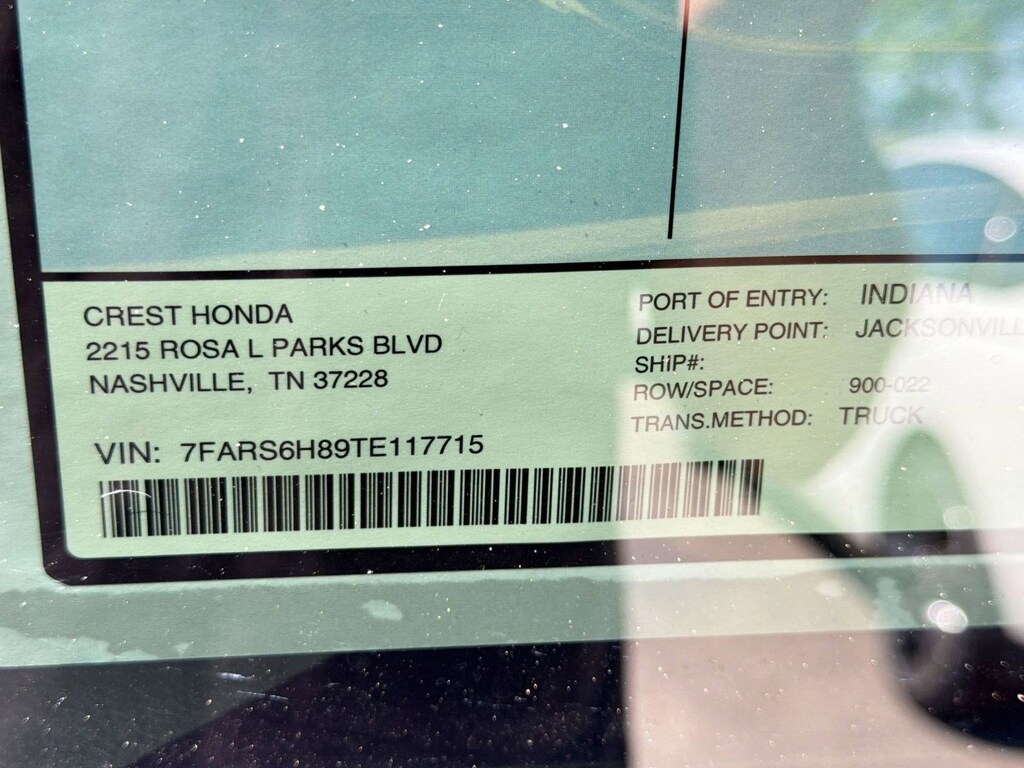 CREST HONDA
2215 ROSA L PARKS BLVD
NASHVILLE, TN 37228
VIN: 7FARS6H89TE117715
PORT OF ENTRY: INDIANA
DELIVERY POINT: JACKSONVILL
SHIP#:
ROW/SPACE: 900-022
TRANS.METHOD: TRUCK